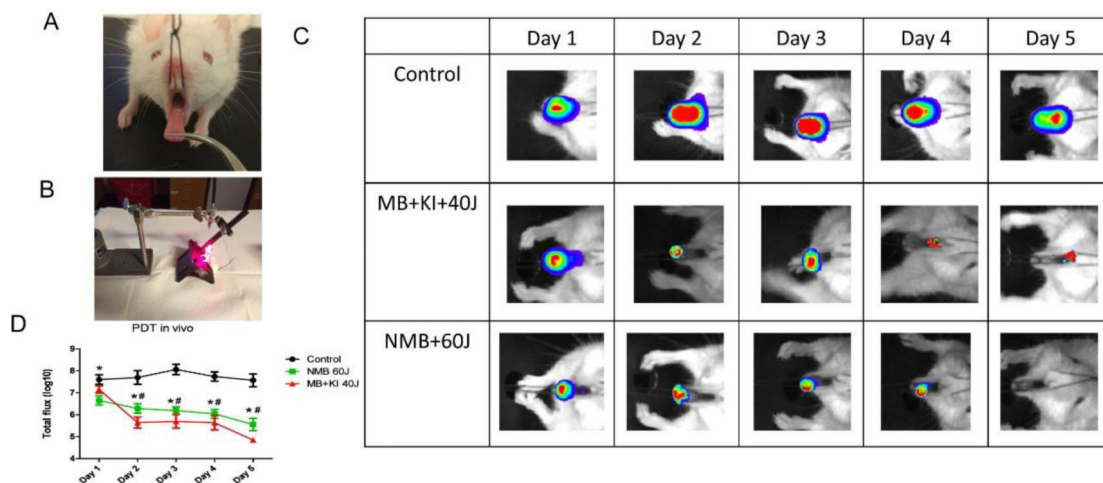 A
B
C
Day 1 Day 2 Day 3 Day 4 Day 5
Control
MB+KI+40J
NMB+60J
D
PDT in vivo
Total flux (log10)
9
8
7
6
5
4
* *# *# *# *#
Control
NMB 60J
MB+KI 40J
Day 1 Day 2 Day 3 Day 4 Day 5